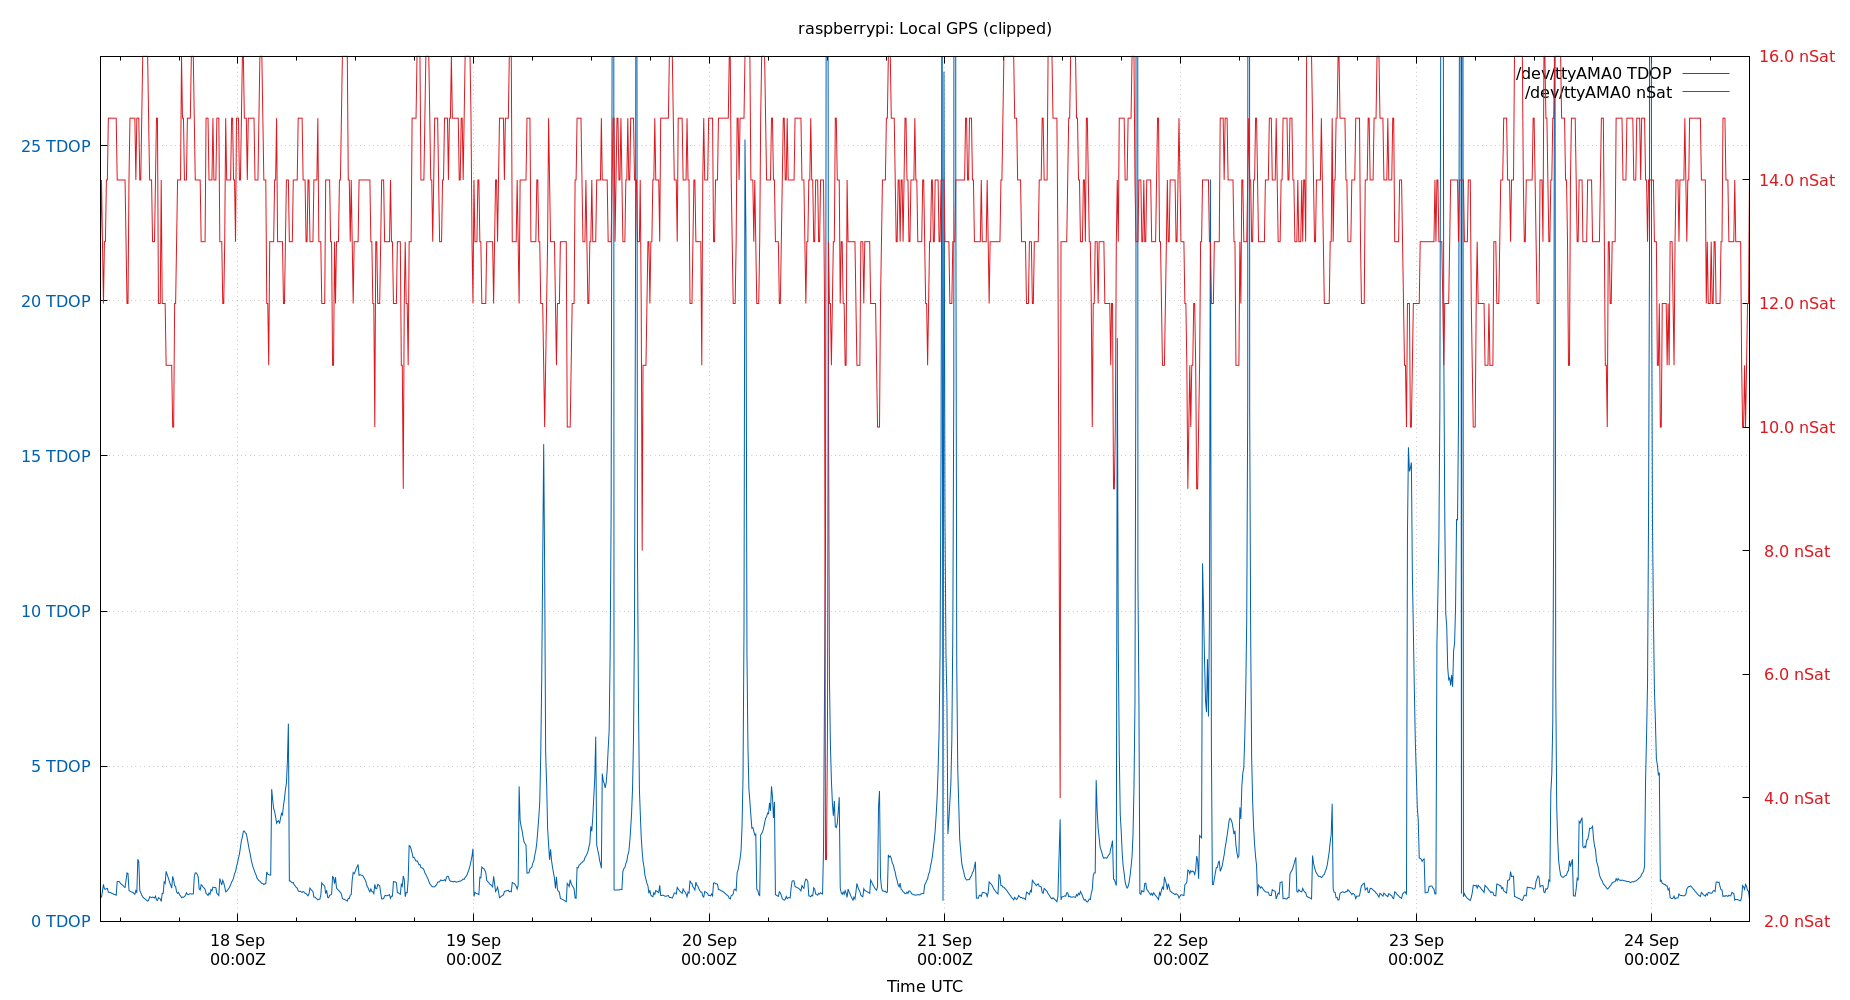 raspberrypi: Local GPS (clipped)
/dev/ttyAMA0 TDOP
/dev/ttyAMA0 nSat
25 TDOP
20 TDOP
15 TDOP
10 TDOP
5 TDOP
0 TDOP
16.0 nSat
14.0 nSat
12.0 nSat
10.0 nSat
8.0 nSat
6.0 nSat
4.0 nSat
2.0 nSat
18 Sep
00:00Z
19 Sep
00:00Z
20 Sep
00:00Z
21 Sep
00:00Z
22 Sep
00:00Z
23 Sep
00:00Z
24 Sep
00:00Z
Time UTC